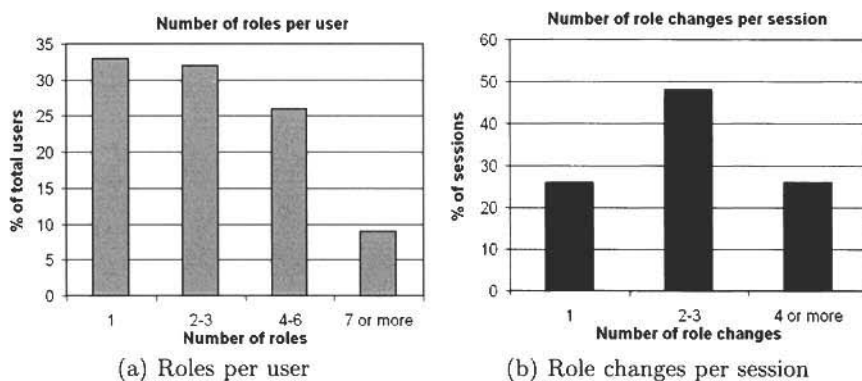 Number of roles per user
35
30
25
20
15
10
5
0
% of total users
1 2-3 4-6 7 or more
Number of roles
(a) Roles per user
Number of role changes per session
60
50
40
30
20
10
0
% of sessions
1 2-3 4 or more
Number of role changes
(b) Role changes per session